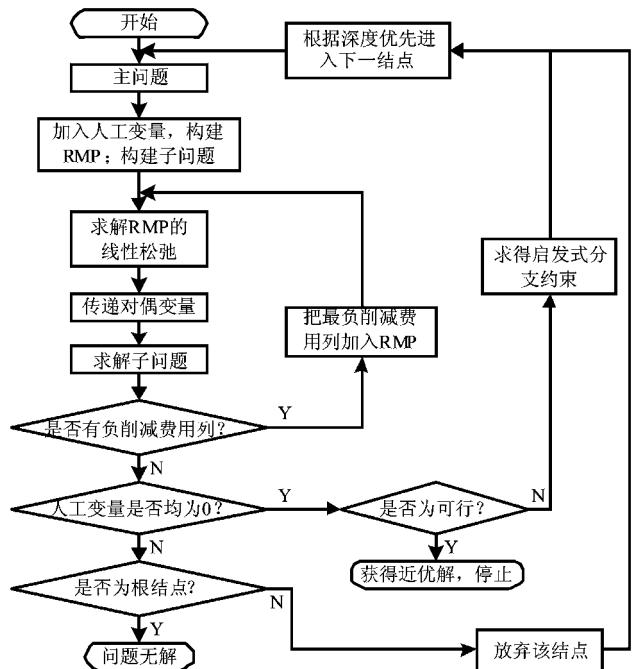 开始
根据深度优先进
入下一结点
主问题
加入人工变量，构建
RMP；构建子问题
求解RMP的
线性松弛
求得启发式分
支约束
传递对偶变量
把最负削减费
用列加入RMP
求解子问题
是否有负削减费用列？
Y
N
人工变量是否均为0？
Y
是否为可行？
N
N
Y
获得近优解，停止
是否为根结点？
N
Y
问题无解
放弃该结点